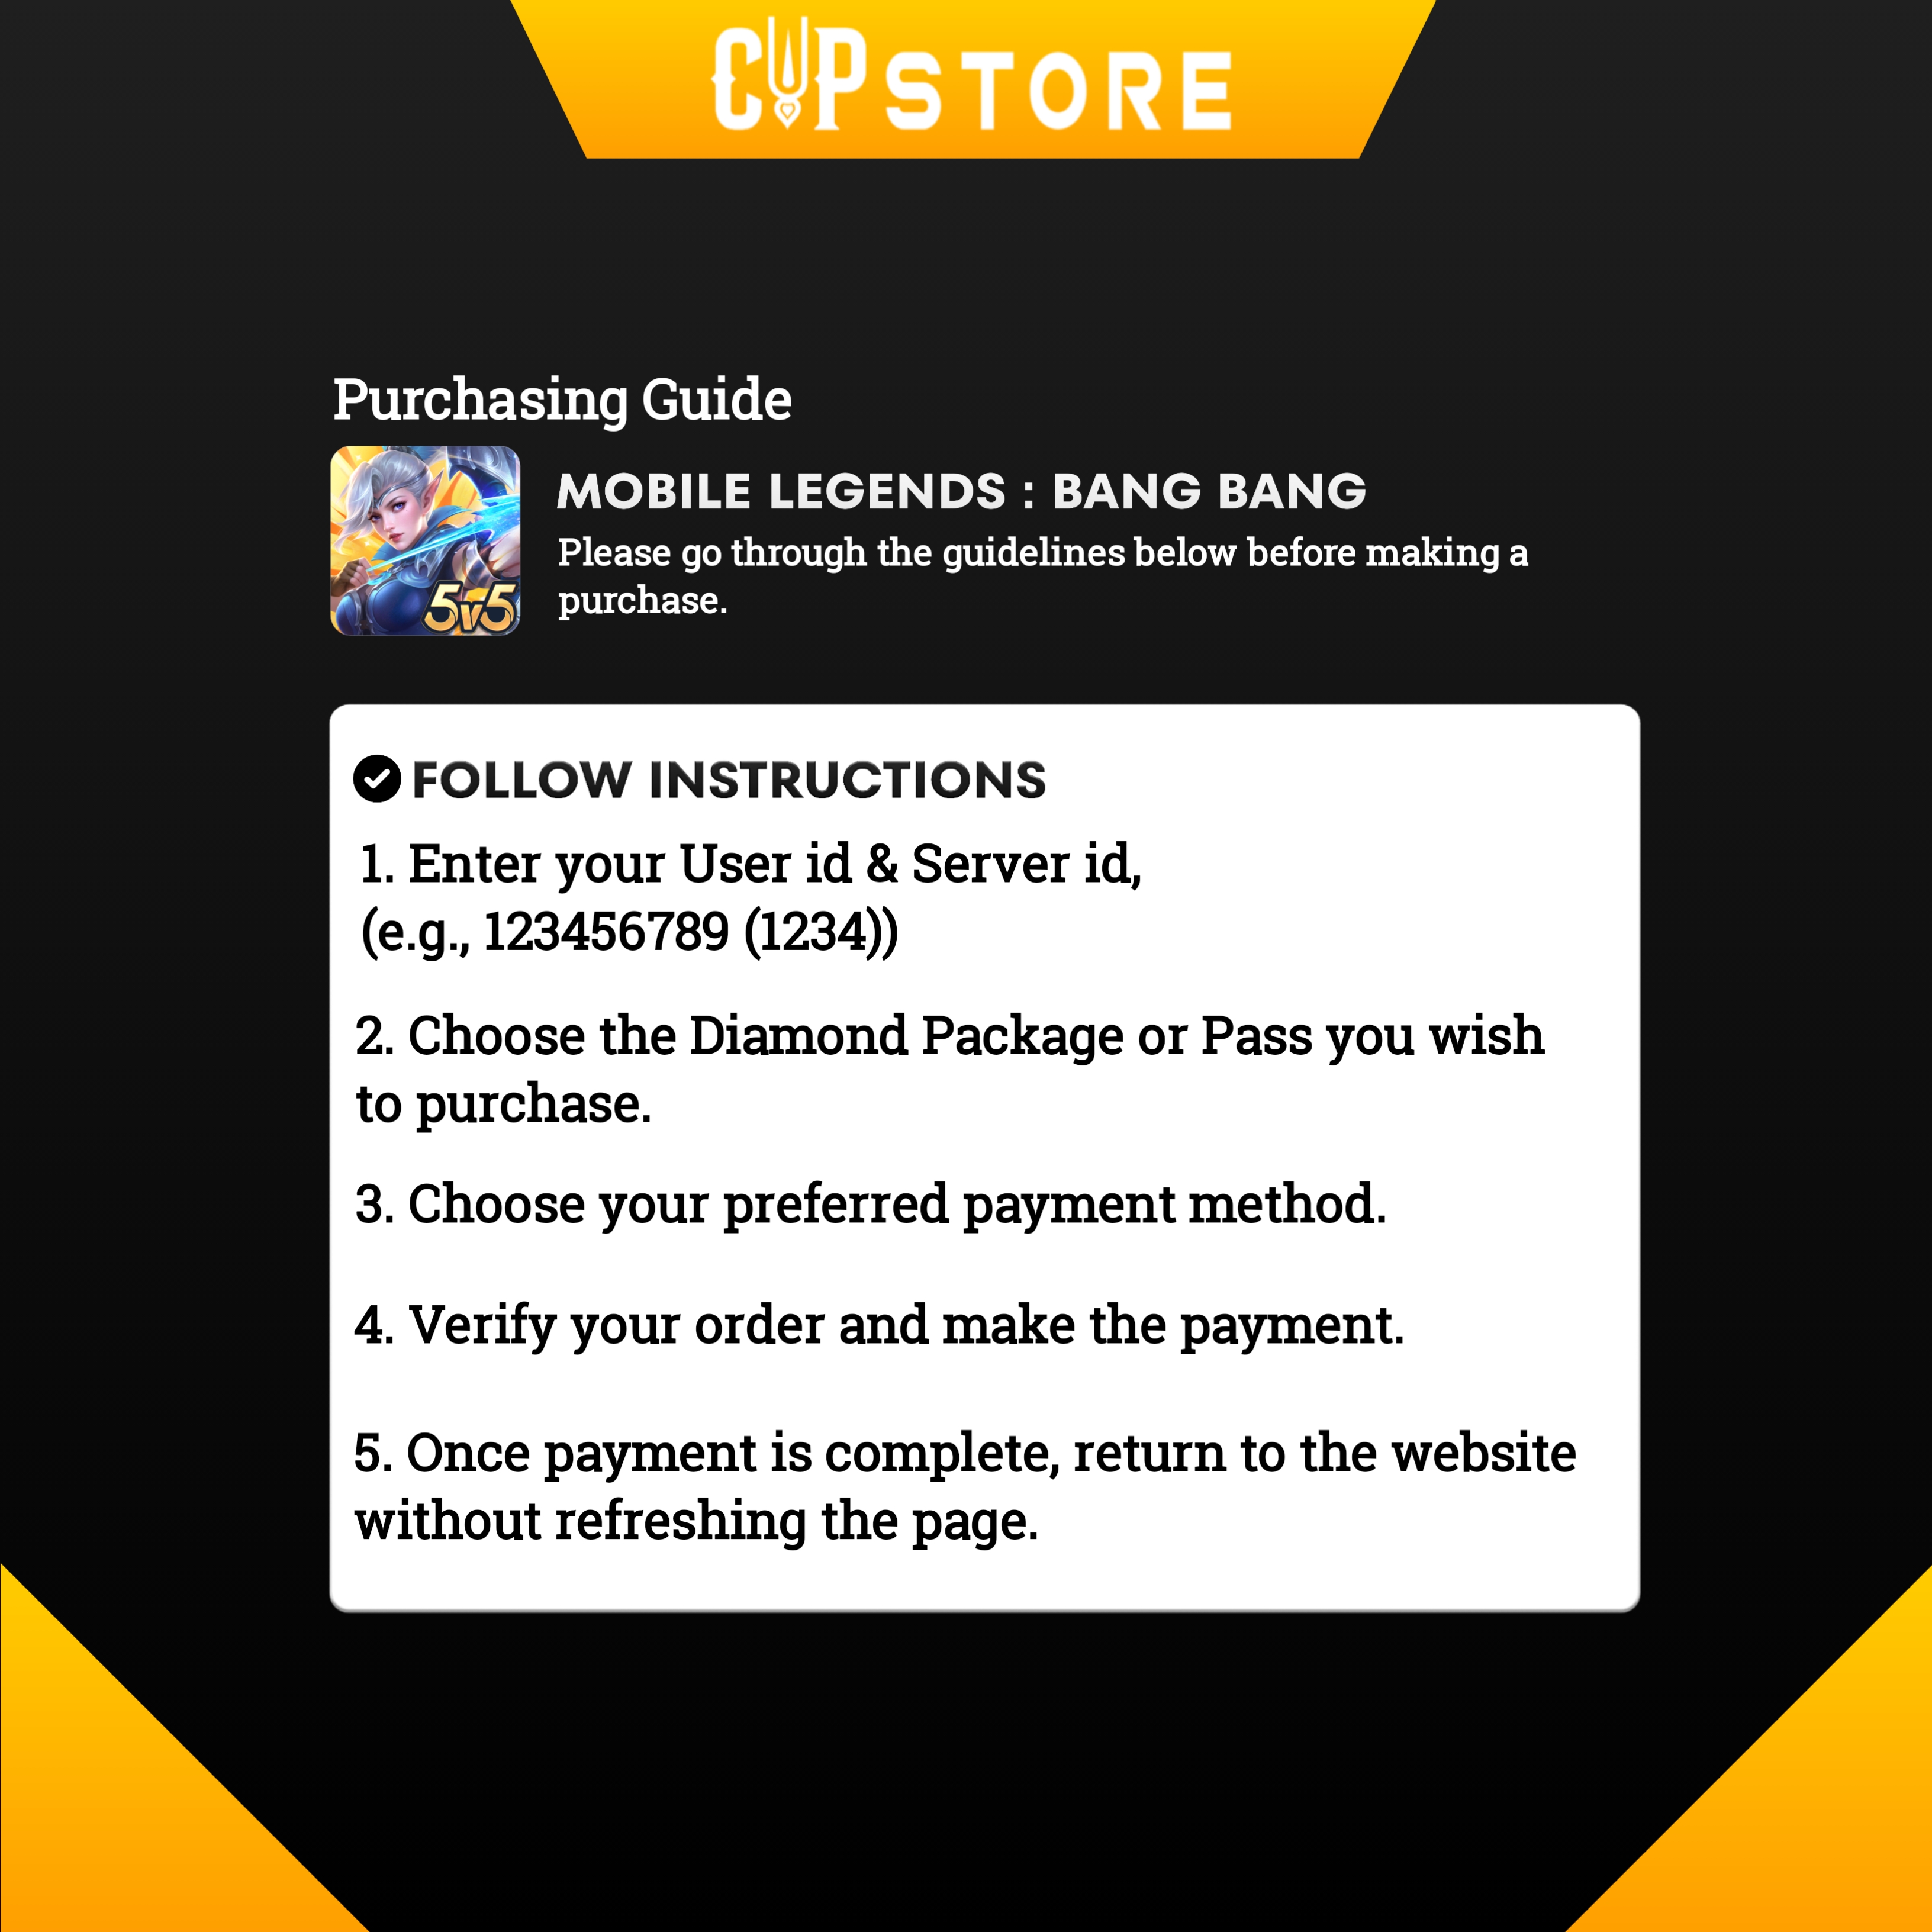 CUPSTORE
Purchasing Guide
MOBILE LEGENDS : BANG BANG
Please go through the guidelines below before making a
purchase.
5v5
FOLLOW INSTRUCTIONS
1. Enter your User id & Server id,
(e.g., 123456789 (1234))
2. Choose the Diamond Package or Pass you wish
to purchase.
3. Choose your preferred payment method.
4. Verify your order and make the payment.
5. Once payment is complete, return to the website
without refreshing the page.